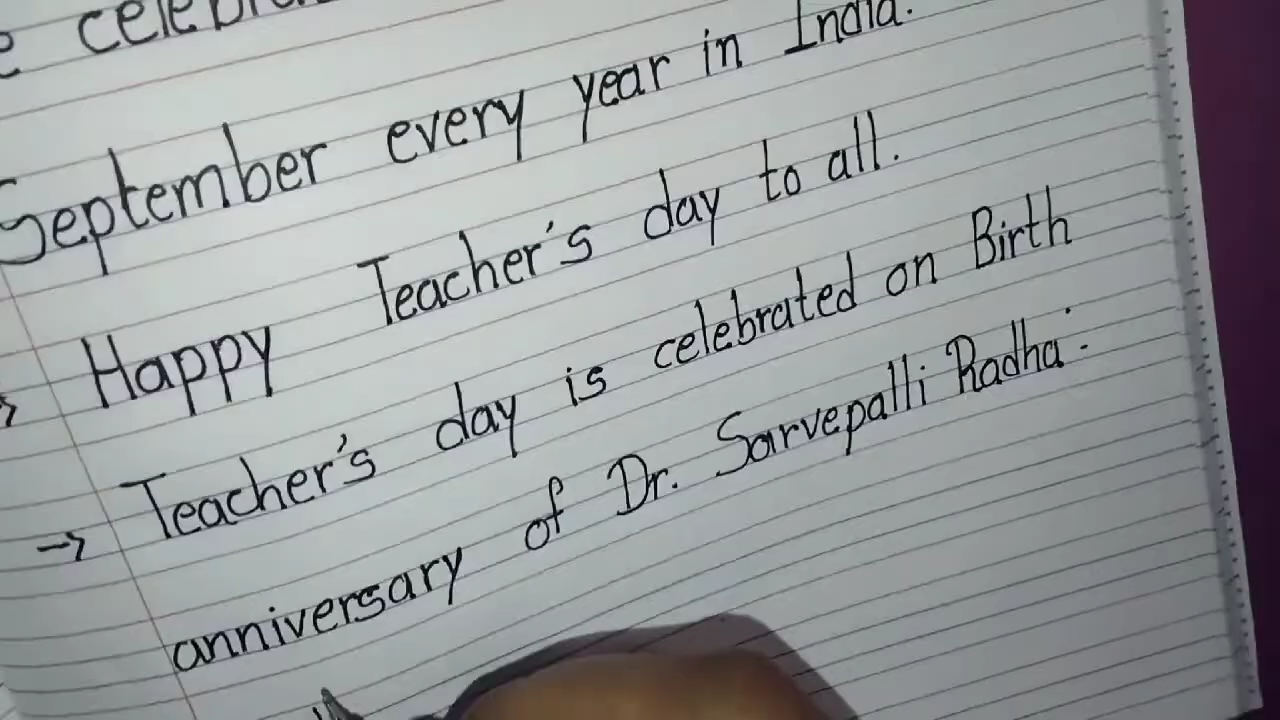 celebra
September every year in India.
Happy Teacher's day to all.
→ Teacher's day is celebrated on Birth
anniversary of Dr. Sarvepalli Radha-